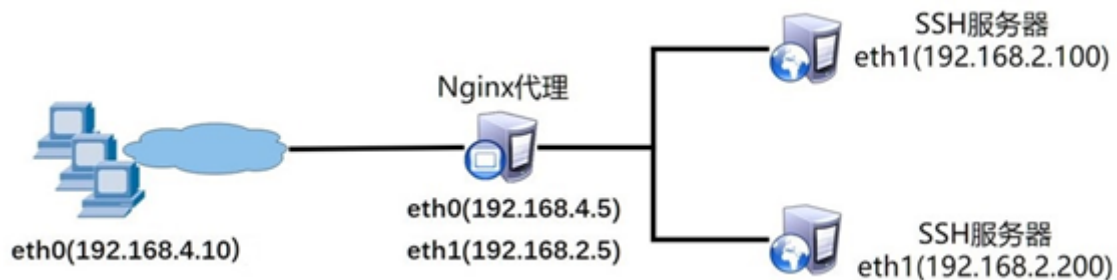 SSH服务器
eth1(192.168.2.100)
Nginx代理
eth0(192.168.4.5)
eth1(192.168.2.5)
eth0(192.168.4.10)
SSH服务器
eth1(192.168.2.200)